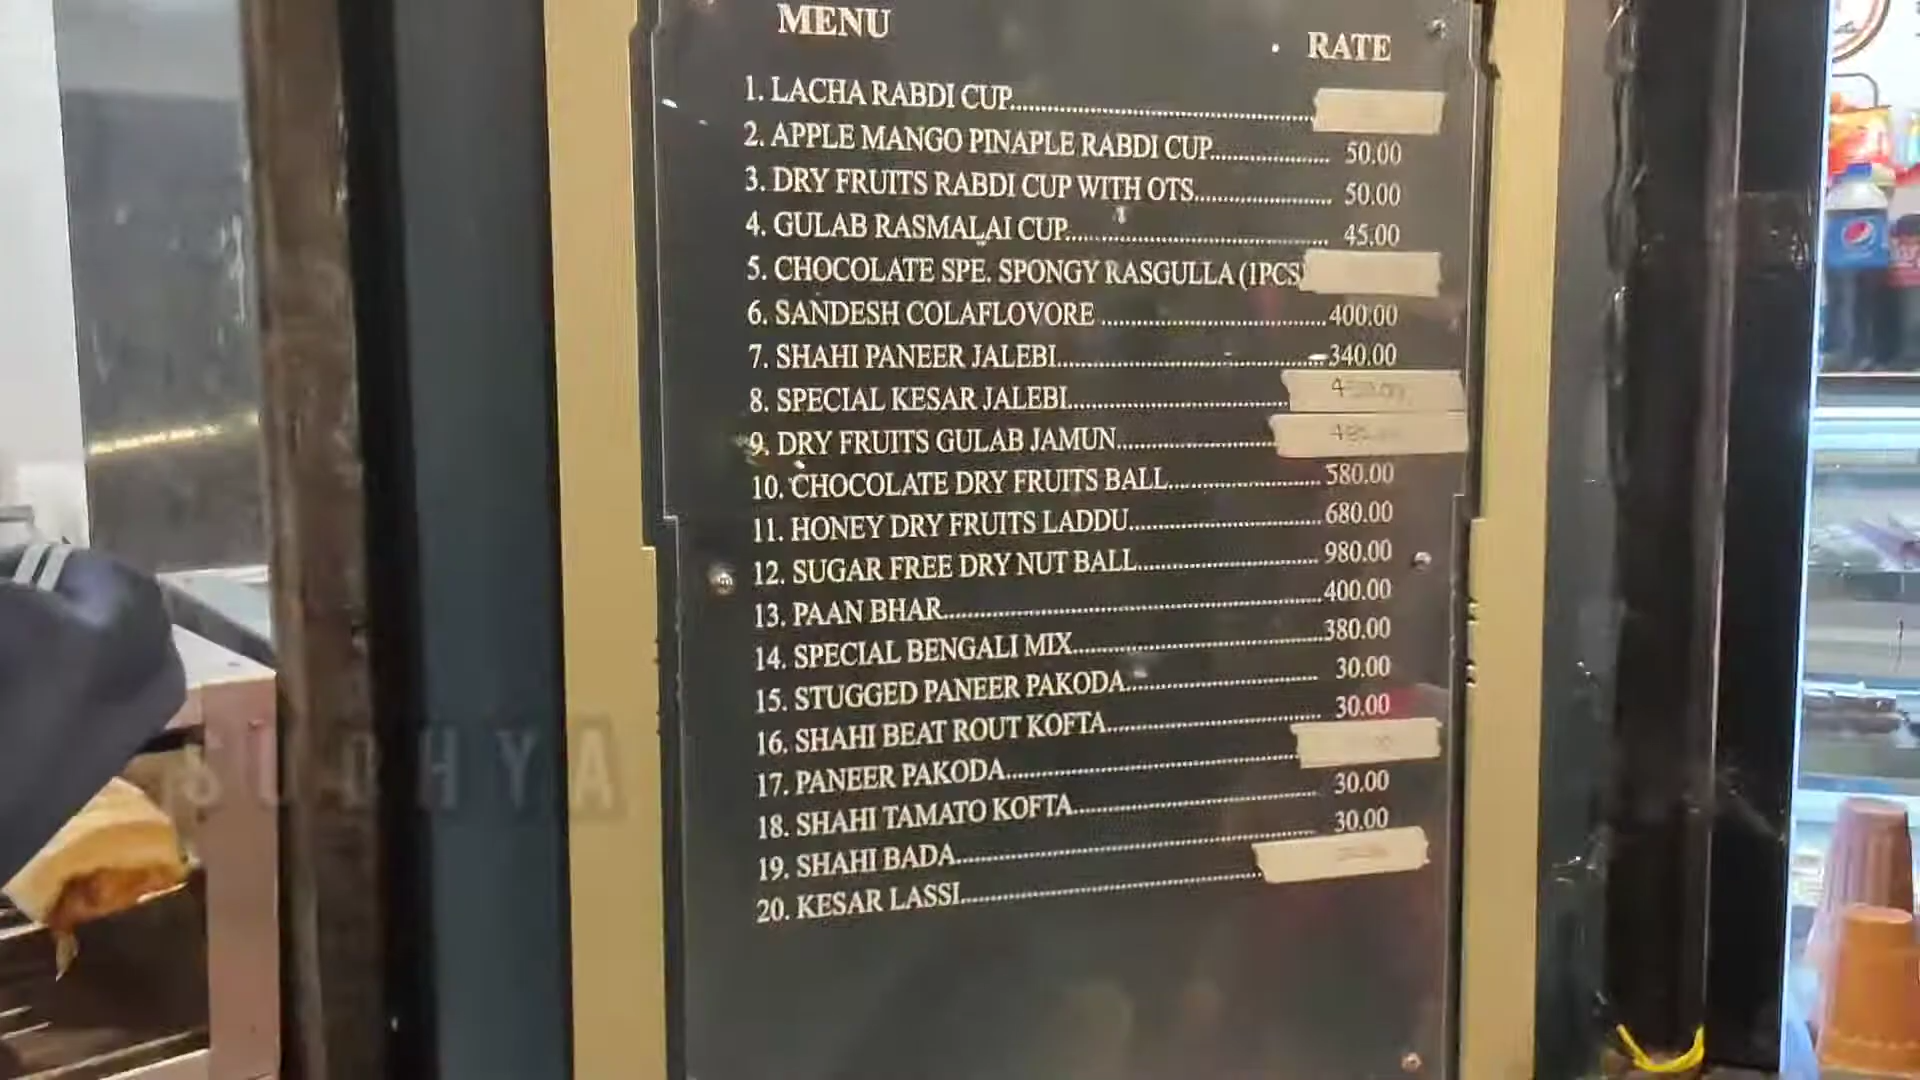 MENU
RATE
1. LACHA RABDI CUP
2. APPLE MANGO PINAPLE RABDI CUP 50.00
3. DRY FRUITS RABDI CUP WITH OTS 50.00
4. GULAB RASMALAI CUP 45.00
5. CHOCOLATE SPE. SPONGY RASGULLA (1PCS)
6. SANDESH COLAFLOVORE 400.00
7. SHAHI PANEER JALEBI 340.00
8. SPECIAL KESAR JALEBI
9. DRY FRUITS GULAB JAMUN
10. CHOCOLATE DRY FRUITS BALL 580.00
11. HONEY DRY FRUITS LADDU 680.00
12. SUGAR FREE DRY NUT BALL 980.00
13. PAAN BHAR 400.00
14. SPECIAL BENGALI MIX 380.00
15. STUGGED PANEER PAKODA 30.00
16. SHAHI BEAT ROUT KOFTA 30.00
17. PANEER PAKODA
18. SHAHI TAMATO KOFTA 30.00
19. SHAHI BADA 30.00
20. KESAR LASSI